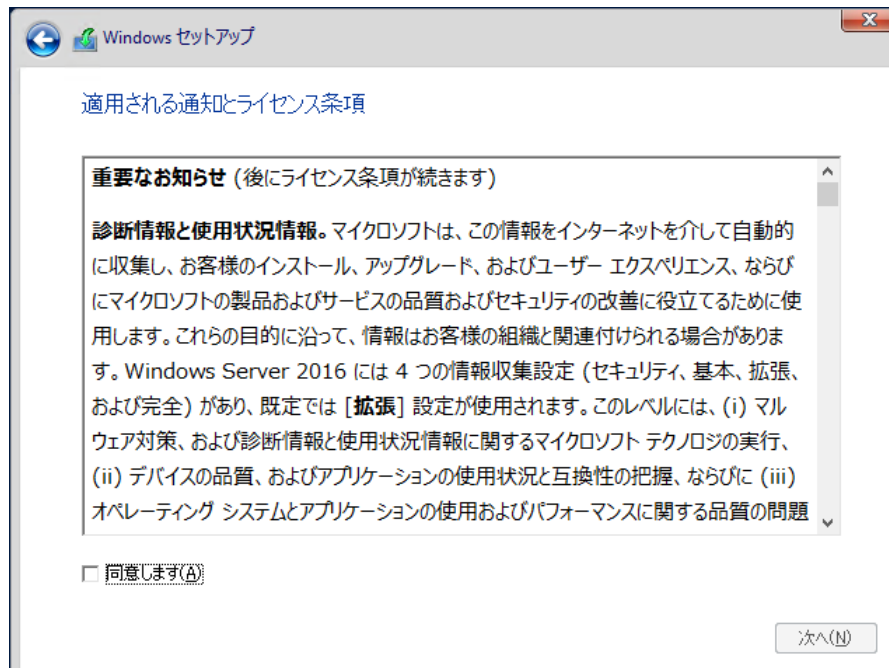 Windows セットアップ
適用される通知とライセンス条項
重要なお知らせ (後にライセンス条項が続きます)
診断情報と使用状況情報。マイクロソフトは、この情報をインターネットを介して自動的
に収集し、お客様のインストール、アップグレード、およびユーザー エクスペリエンス、ならび
にマイクロソフトの製品およびサービスの品質およびセキュリティの改善に役立てるために使
用します。これらの目的に沿って、情報はお客様の組織と関連付けられる場合がありま
す。Windows Server 2016 には 4 つの情報収集設定 (セキュリティ、基本、拡張、
および完全) があり、既定では [拡張] 設定が使用されます。このレベルには、(i) マル
ウェア対策、および診断情報と使用状況情報に関するマイクロソフト テクノロジの実行、
(ii) デバイスの品質、およびアプリケーションの使用状況と互換性の把握、ならびに (iii)
オペレーティング システムとアプリケーションの使用およびパフォーマンスに関する品質の問題
同意します(A)
次へ(N)